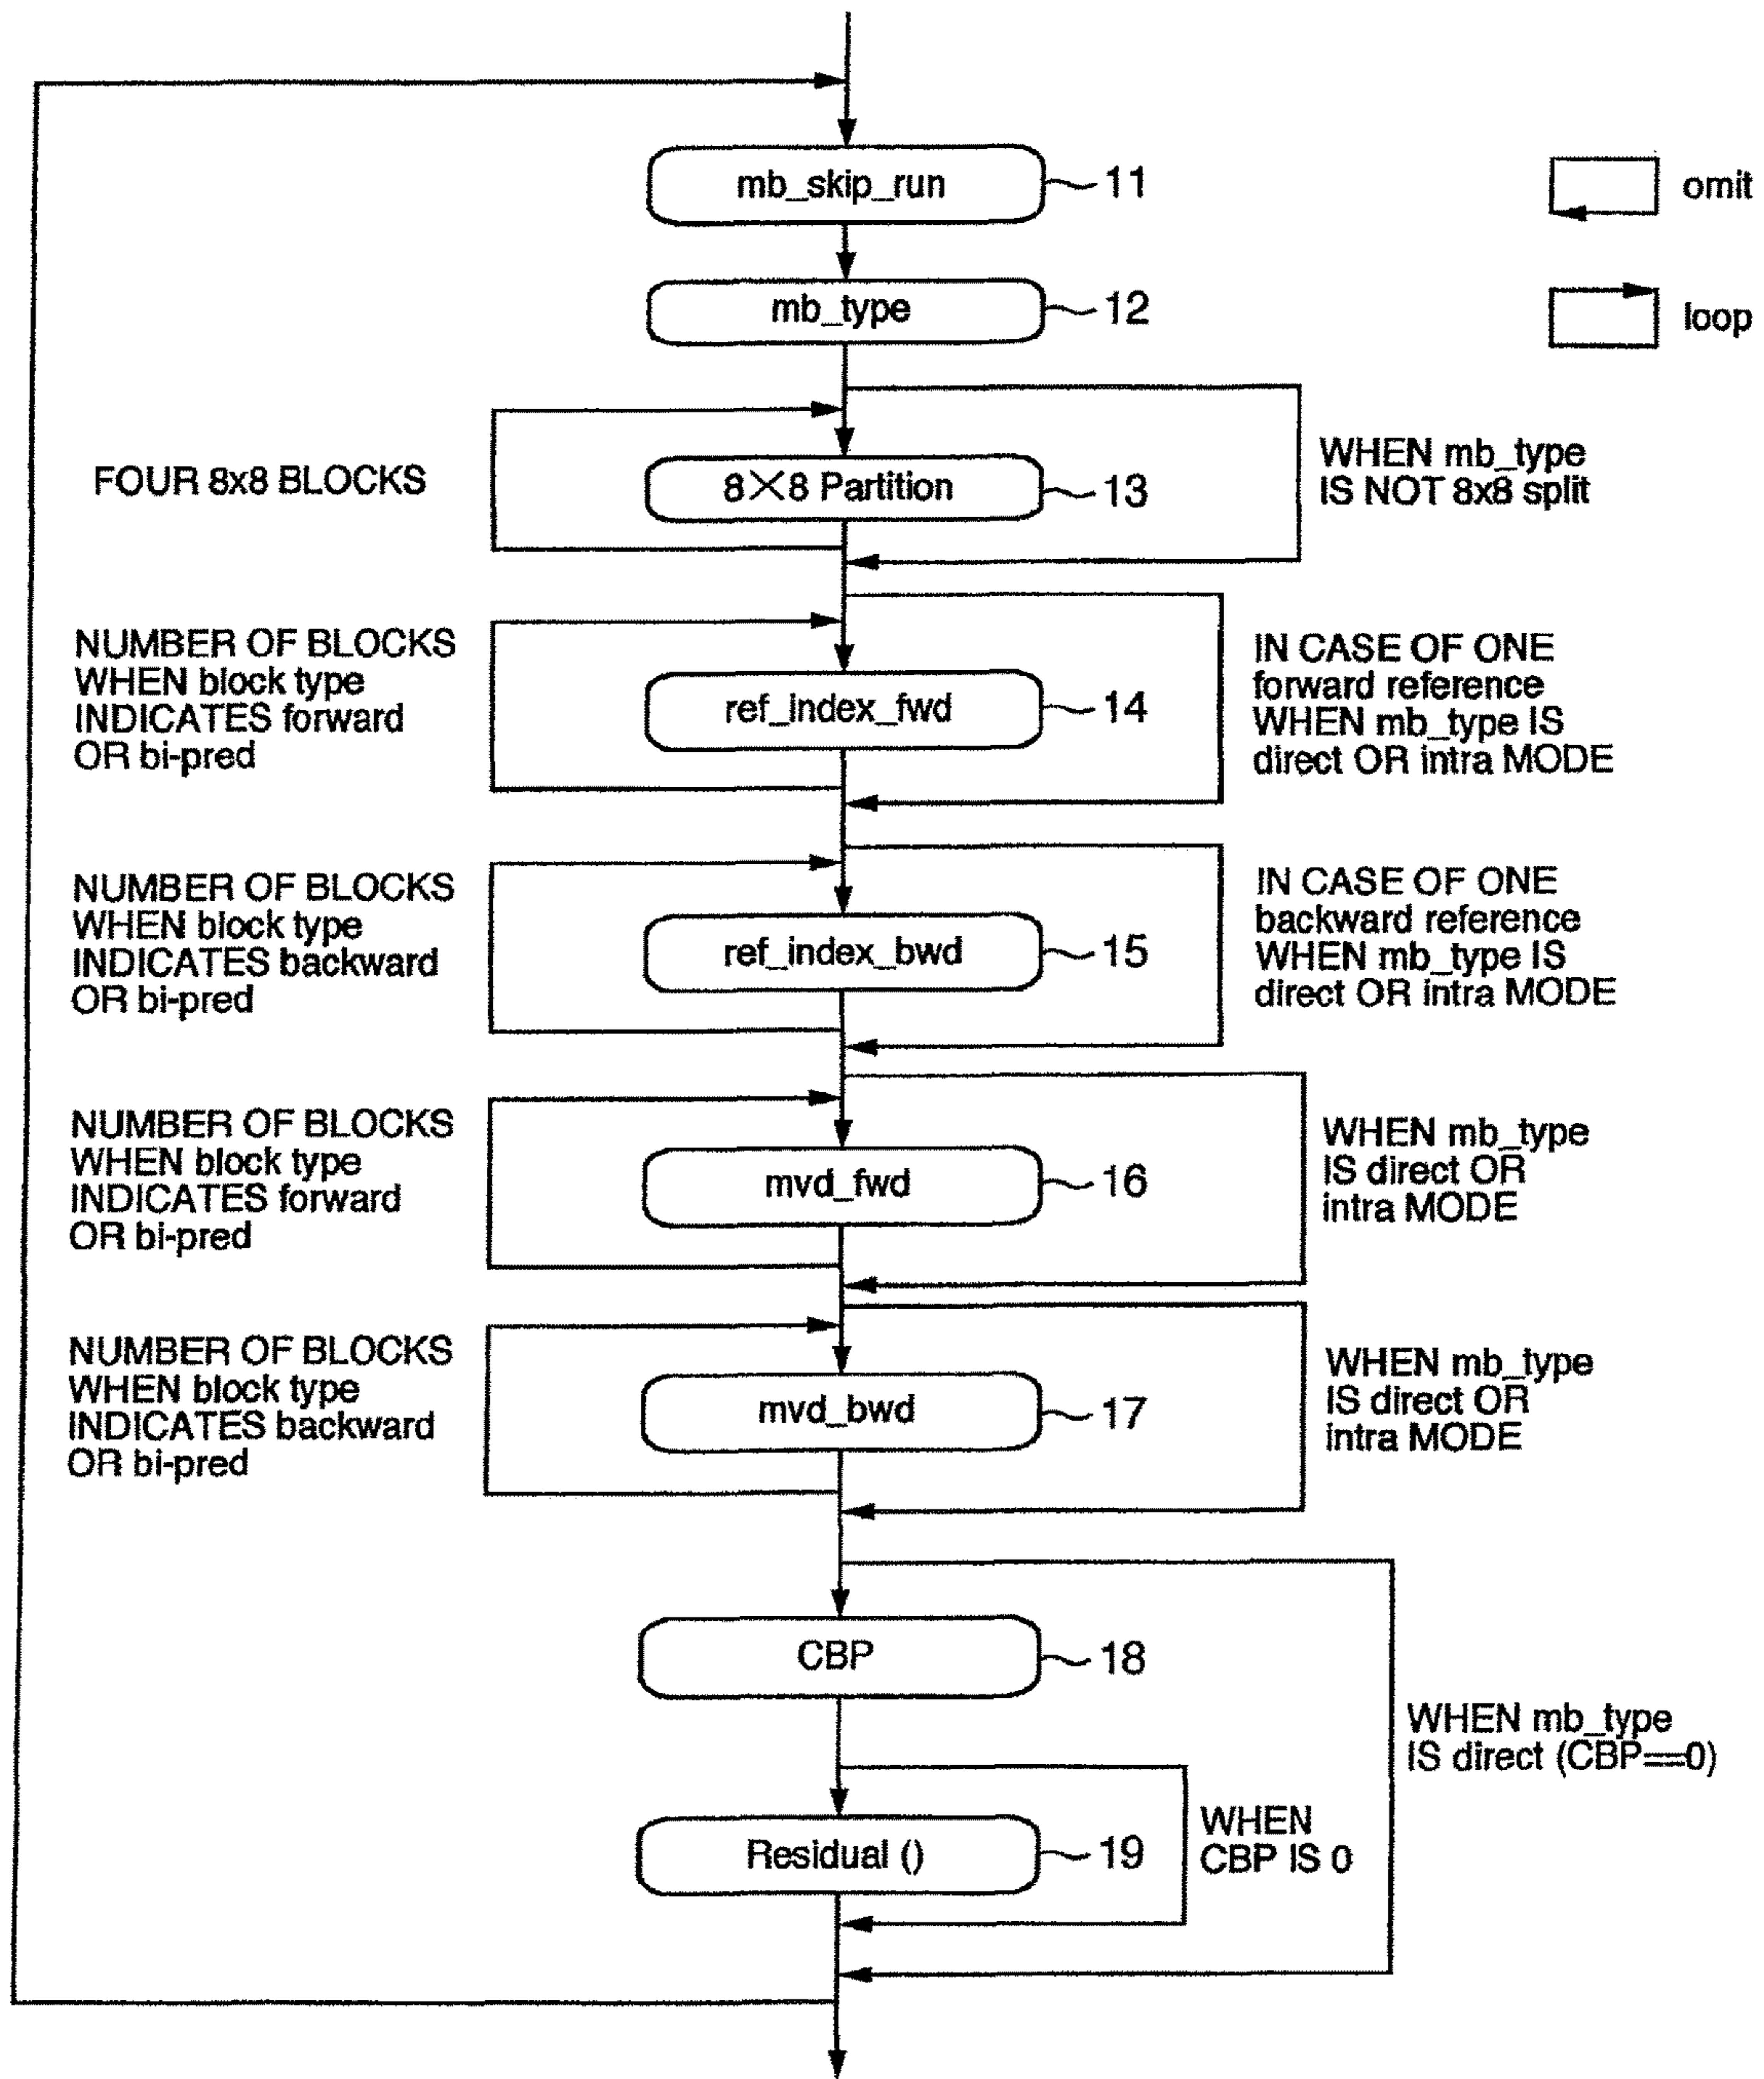 mb_skip_run
11
omit
mb_type
12
loop
FOUR 8x8 BLOCKS
8×8 Partition
13
WHEN mb_type
IS NOT 8x8 split
NUMBER OF BLOCKS
WHEN block type
INDICATES forward
OR bi-pred
ref_index_fwd
14
IN CASE OF ONE
forward reference
WHEN mb_type IS
direct OR intra MODE
NUMBER OF BLOCKS
WHEN block type
INDICATES backward
OR bi-pred
ref_index_bwd
15
IN CASE OF ONE
backward reference
WHEN mb_type IS
direct OR intra MODE
NUMBER OF BLOCKS
WHEN block type
INDICATES forward
OR bi-pred
mvd_fwd
16
WHEN mb_type
IS direct OR
intra MODE
NUMBER OF BLOCKS
WHEN block type
INDICATES backward
OR bi-pred
mvd_bwd
17
WHEN mb_type
IS direct OR
intra MODE
CBP
18
WHEN mb_type
IS direct (CBP==0)
Residual ()
19
WHEN
CBP IS 0